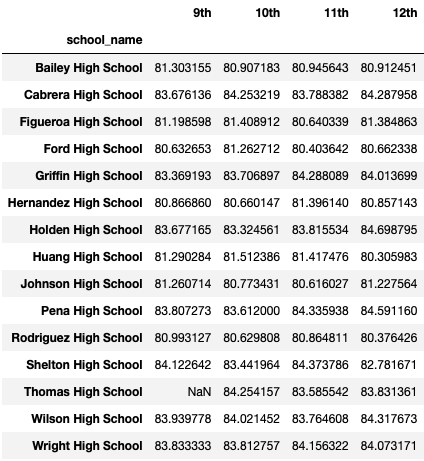 9th 10th 11th 12th
school_name
Bailey High School 81.303155 80.907183 80.945643 80.912451
Cabrera High School 83.676136 84.253219 83.788382 84.287958
Figueroa High School 81.198598 81.408912 80.640339 81.384863
Ford High School 80.632653 81.262712 80.403642 80.662338
Griffin High School 83.369193 83.706897 84.288089 84.013699
Hernandez High School 80.866860 80.660147 81.396140 80.857143
Holden High School 83.677165 83.324561 83.815534 84.698795
Huang High School 81.290284 81.512386 81.417476 80.305983
Johnson High School 81.260714 80.773431 80.616027 81.227564
Pena High School 83.807273 83.612000 84.335938 84.591160
Rodriguez High School 80.993127 80.629808 80.864811 80.376426
Shelton High School 84.122642 83.441964 84.373786 82.781671
Thomas High School NaN 84.254157 83.585542 83.831361
Wilson High School 83.939778 84.021452 83.764608 84.317673
Wright High School 83.833333 83.812757 84.156322 84.073171